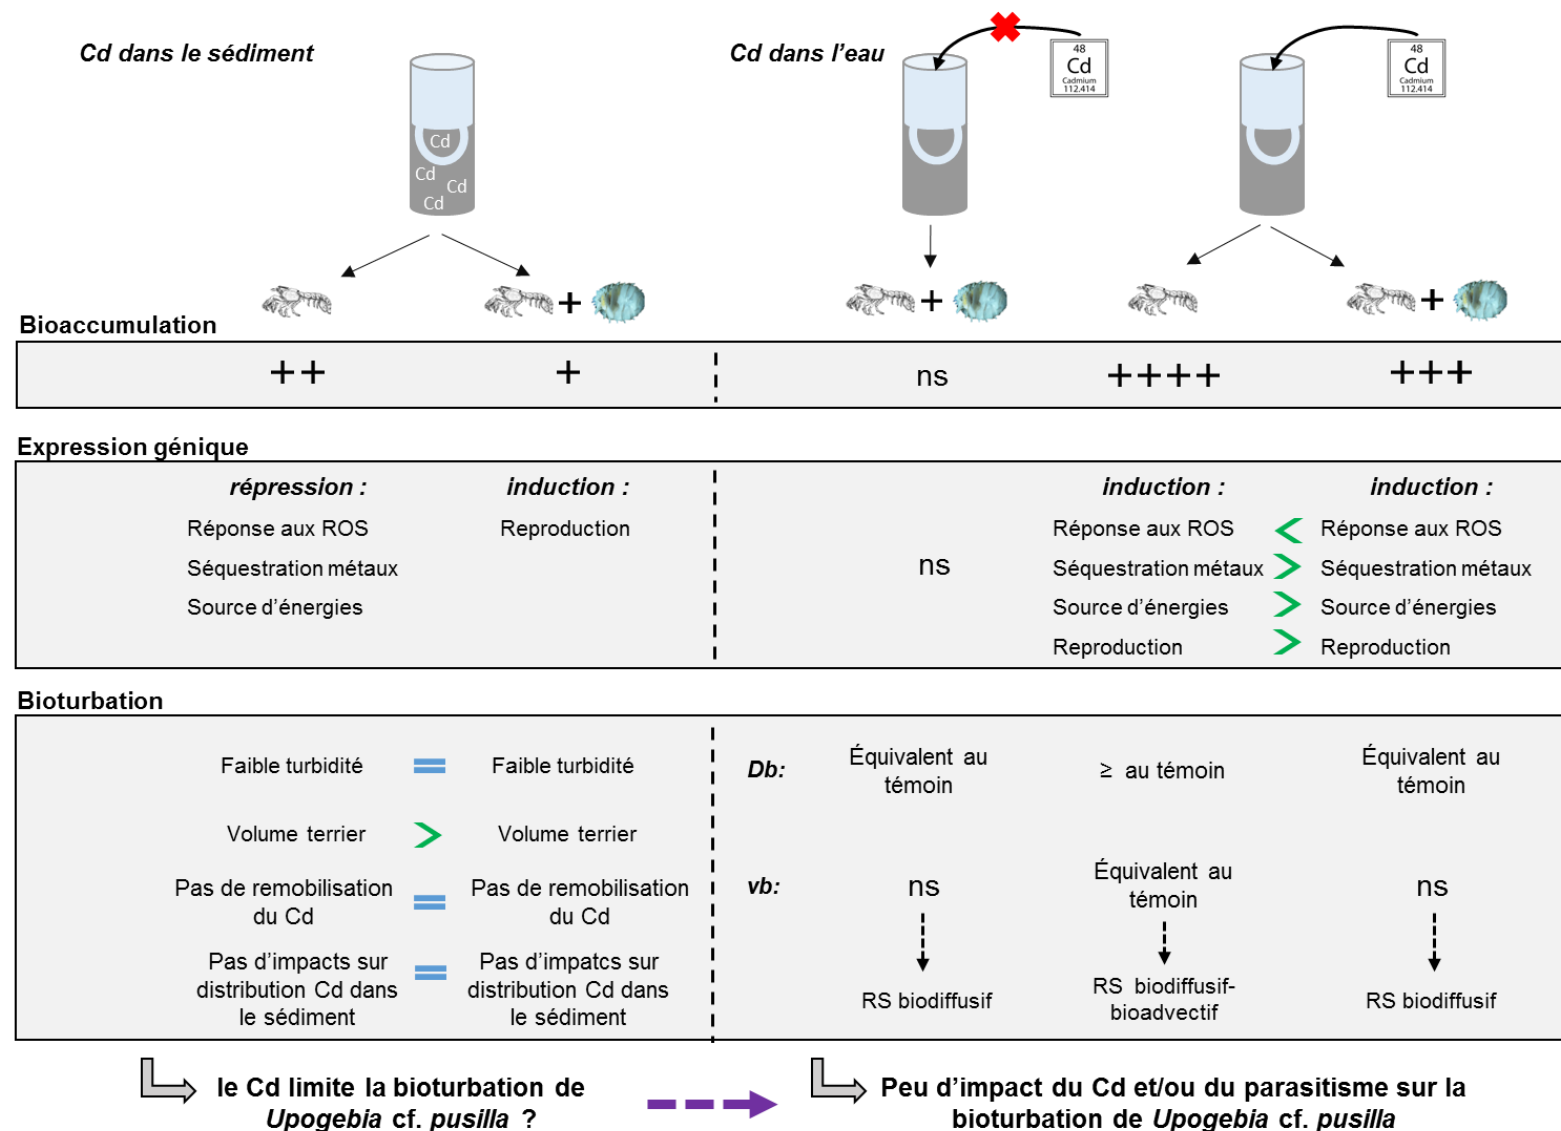 Cd dans le sédiment
Cd dans l'eau
48
Cd
Cadmium
112.414
48
Cd
Cadmium
112.414
Cd
Cd
Cd
Cd
+
+
+
Bioaccumulation
++
+
ns
++++
+++
Expression génique
répression :
induction :
induction :
induction :
Réponse aux ROS
Reproduction
Réponse aux ROS < Réponse aux ROS
Séquestration métaux
ns
Séquestration métaux > Séquestration métaux
Source d'énergies
Source d'énergies > Source d'énergies
Reproduction > Reproduction
Bioturbation
Faible turbidité = Faible turbidité
Volume terrier > Volume terrier
Pas de remobilisation
du Cd
=
Pas de remobilisation
du Cd
Pas d'impacts sur
distribution Cd dans
le sédiment
=
Pas d'impatcs sur
distribution Cd dans
le sédiment
Db:
Équivalent au
témoin
≥ au témoin
Équivalent au
témoin
vb:
ns
Équivalent au
témoin
ns
RS biodiffusif
RS biodiffusif-
bioadvectif
RS biodiffusif
le Cd limite la bioturbation de
Upogebia cf. pusilla ?
Peu d'impact du Cd et/ou du parasitisme sur la
bioturbation de Upogebia cf. pusilla